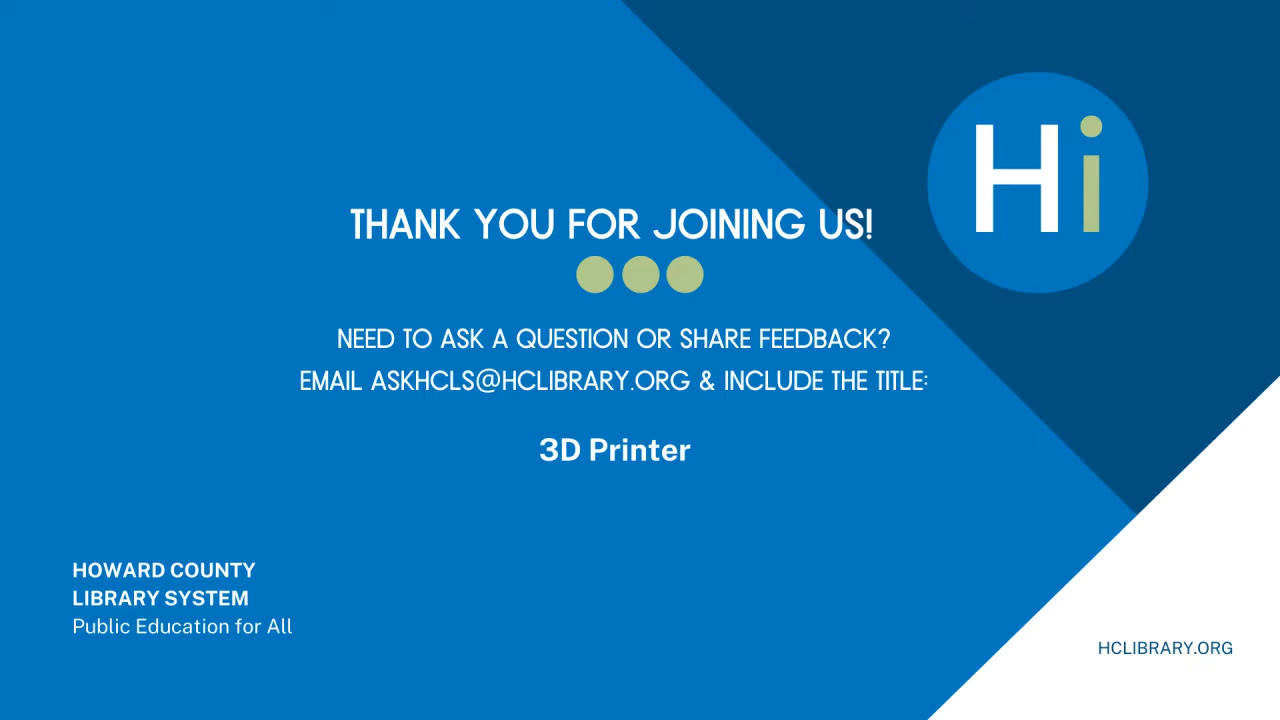 Hi
THANK YOU FOR JOINING US!
NEED TO ASK A QUESTION OR SHARE FEEDBACK?
EMAIL ASKHCLS@HCLIBRARY.ORG & INCLUDE THE TITLE:
3D Printer
HOWARD COUNTY
LIBRARY SYSTEM
Public Education for All
HCLIBRARY.ORG